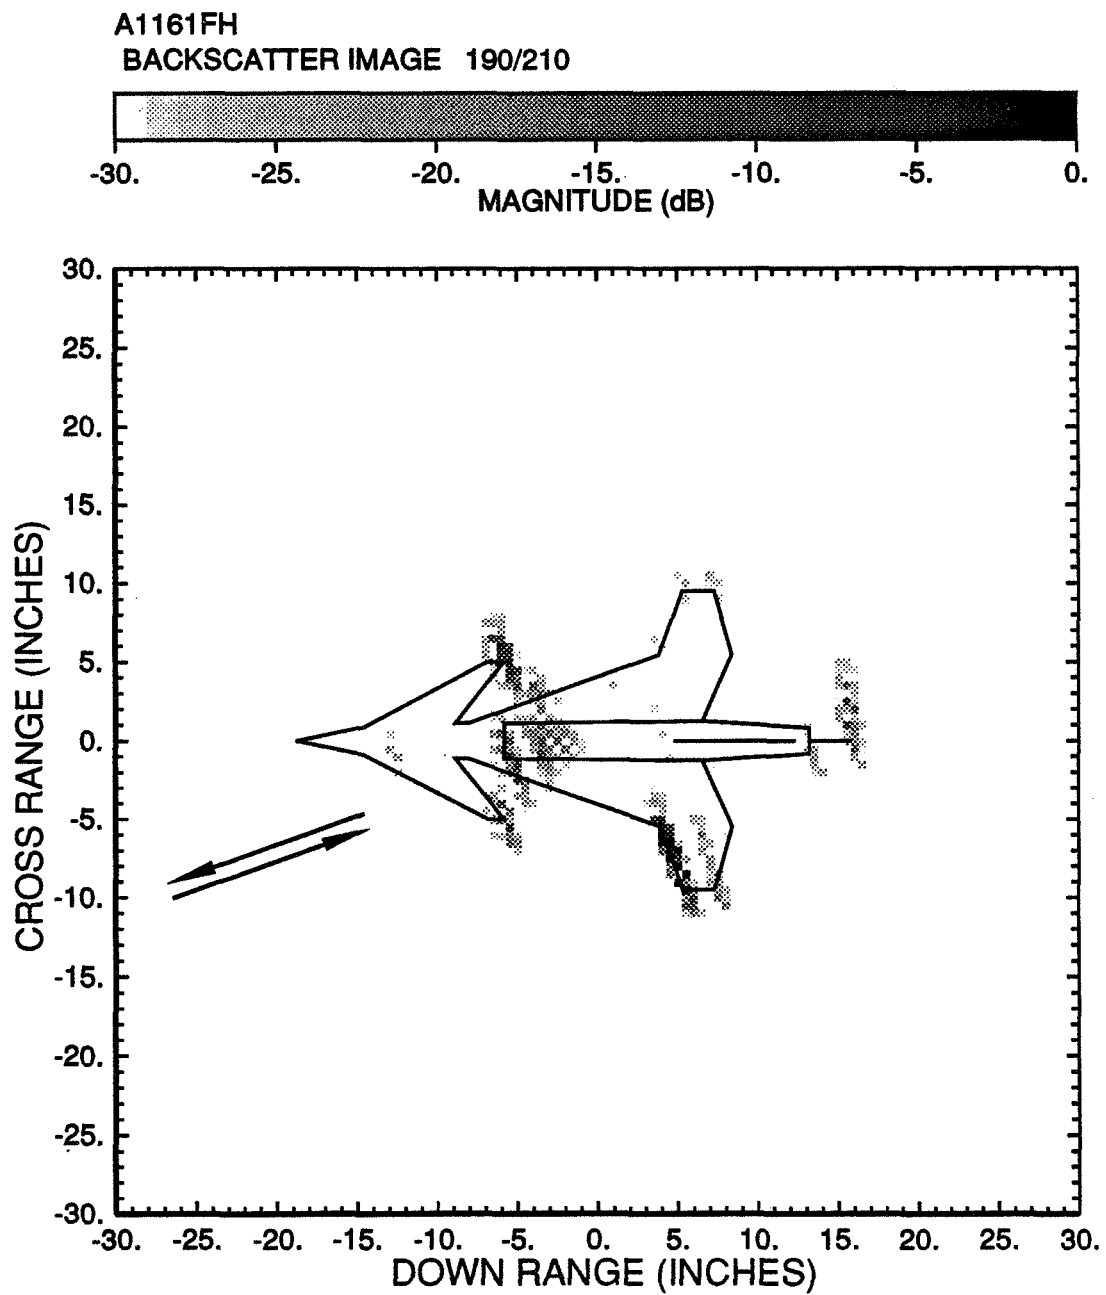 A1161FH
BACKSCATTER IMAGE 190/210
-30. -25. -20. -15. -10. -5. 0.
MAGNITUDE (dB)
30.
25.
20.
15.
10.
5.
0.
-5.
-10.
-15.
-20.
-25.
-30.
CROSS RANGE (INCHES)
-30. -25. -20. -15. -10. -5. 0. 5. 10. 15. 20. 25. 30.
DOWN RANGE (INCHES)